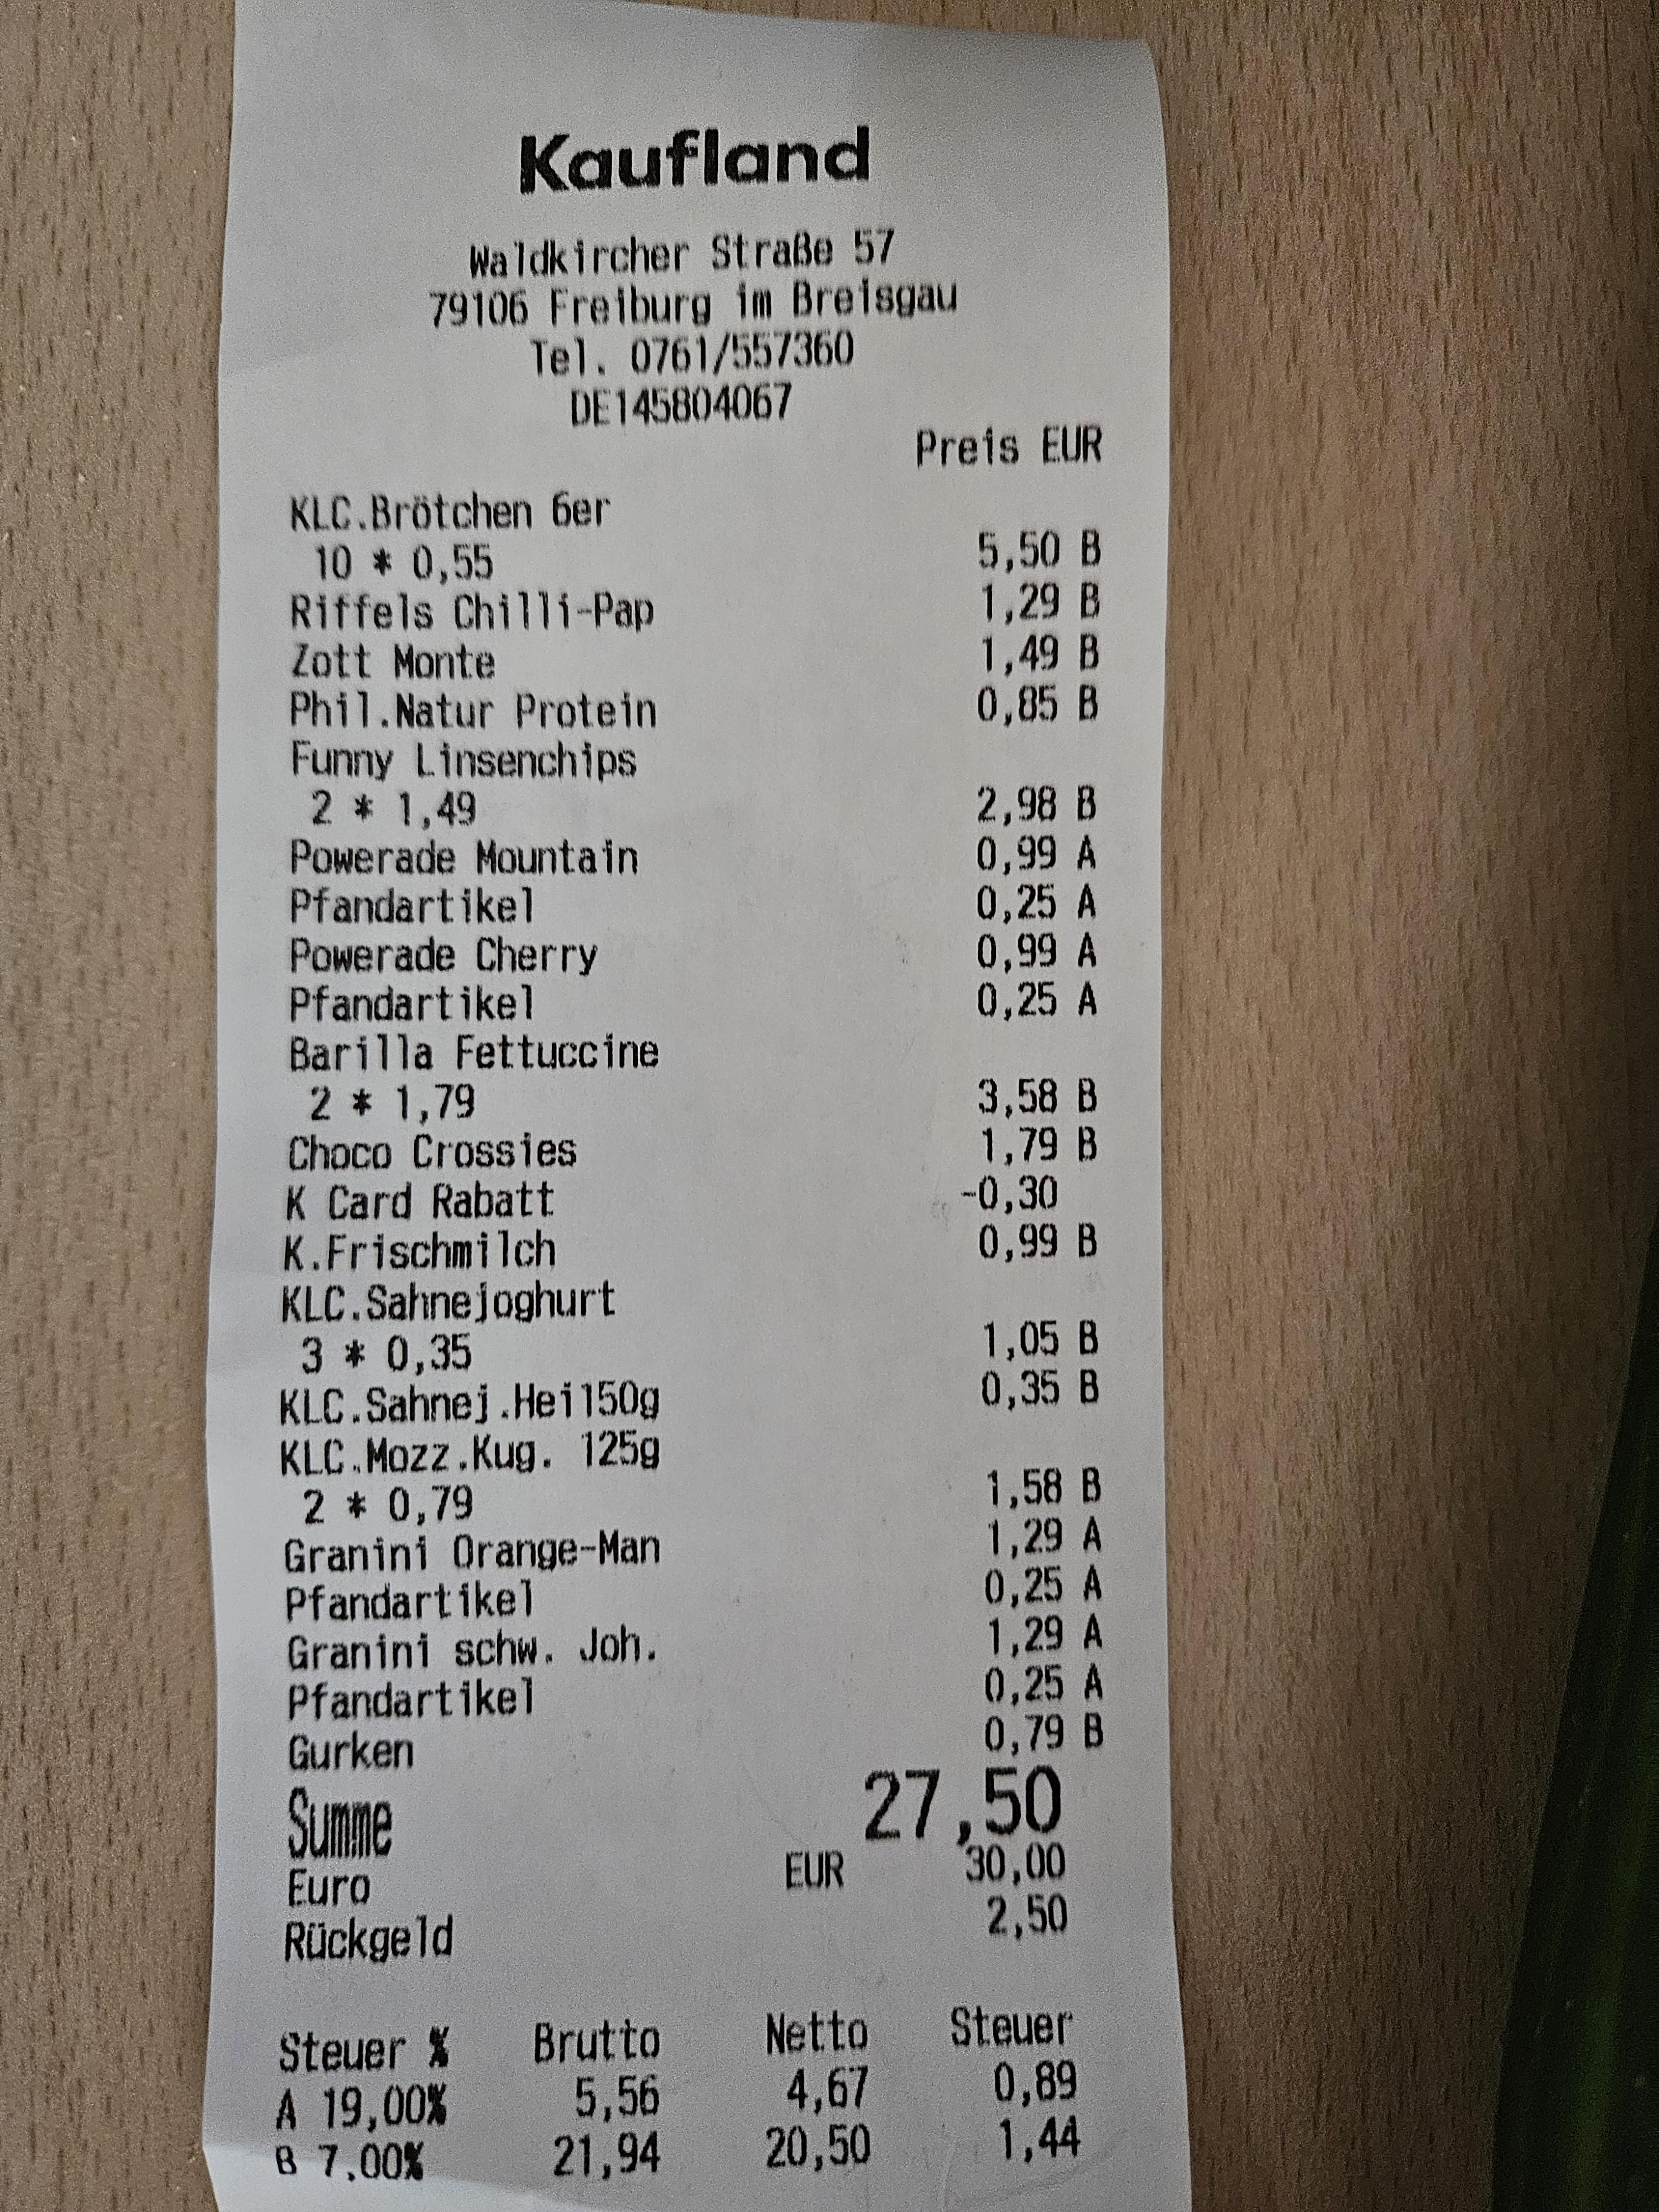 Kaufland
Waldkircher Straße 57
79106 Freiburg im Breisgau
Tel. 0761/557360
DE145804067
Preis EUR
KLC.Brötchen 6er
10 * 0,55 5,50 B
Riffels Chilli-Pap 1,29 B
Zott Monte 1,49 B
Phil.Natur Protein 0,85 B
Funny Linsenchips
2 * 1,49 2,98 B
Powerade Mountain 0,99 A
Pfandartikel 0,25 A
Powerade Cherry 0,99 A
Pfandartikel 0,25 A
Barilla Fettuccine
2 * 1,79 3,58 B
Choco Crossies 1,79 B
K Card Rabatt -0,30
K.Frischmilch 0,99 B
KLC.Sahnejoghurt
3 * 0,35 1,05 B
KLC.Sahnej.Hei150g 0,35 B
KLC.Mozz.Kug. 125g
2 * 0,79 1,58 B
Granini Orange-Man 1,29 A
Pfandartikel 0,25 A
Granini schw. Joh. 1,29 A
Pfandartikel 0,25 A
Gurken 0,79 B
Summe 27,50
Euro EUR 30,00
Rückgeld 2,50
Steuer % Brutto Netto Steuer
A 19,00% 5,56 4,67 0,89
B 7,00% 21,94 20,50 1,44